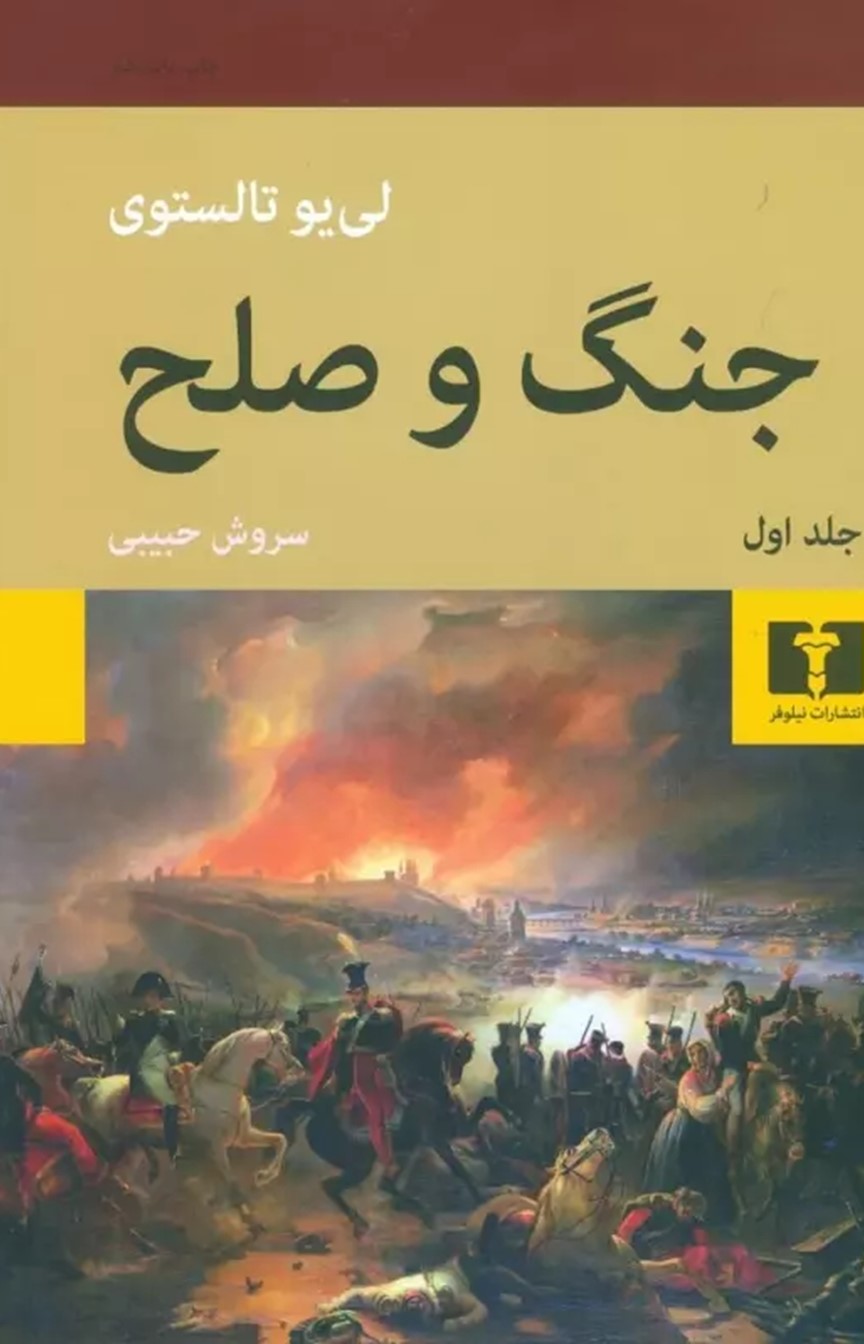 لی‌یو تالستوی
جنگ و صلح
جلد اول
سروش حبیبی
انتشارات نیلوفر